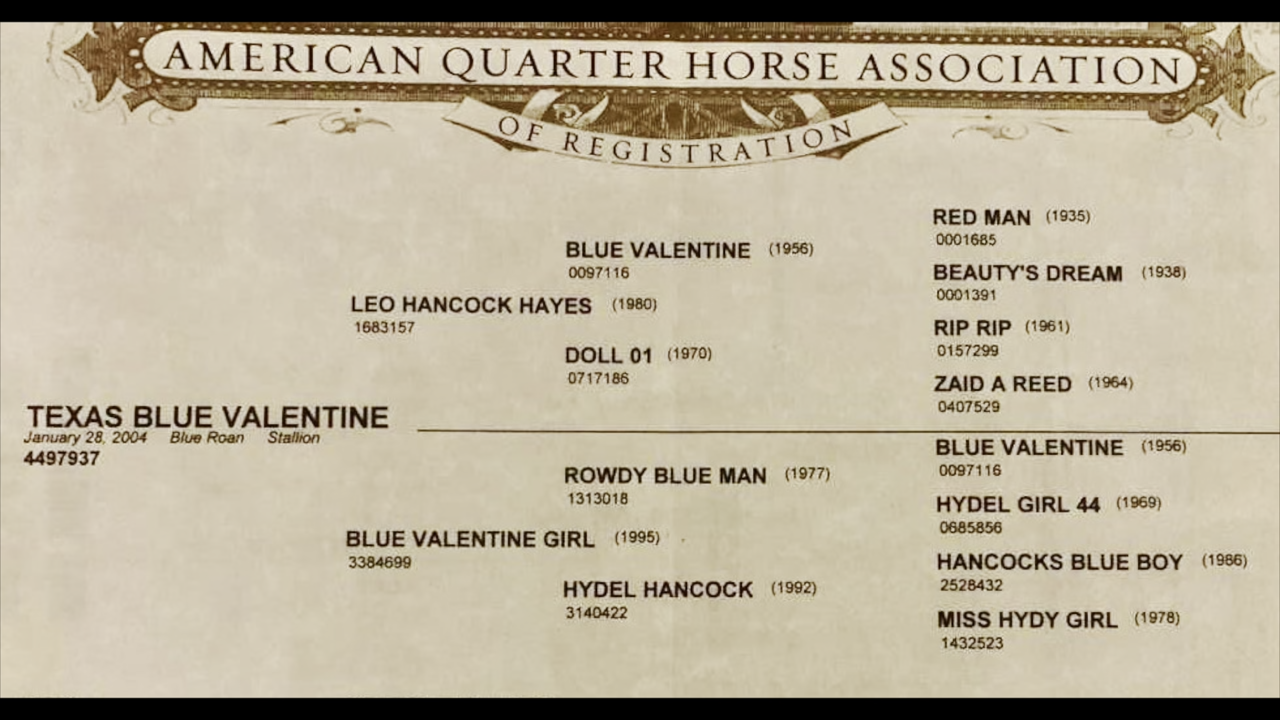 AMERICAN QUARTER HORSE ASSOCIATION
OF REGISTRATION
RED MAN (1935)
0001685
BLUE VALENTINE (1956)
0097116
BEAUTY'S DREAM (1938)
0001391
LEO HANCOCK HAYES (1980)
1683157
RIP RIP (1961)
0157299
DOLL 01 (1970)
0717186
ZAID A REED (1964)
0407529
TEXAS BLUE VALENTINE
January 28, 2004 Blue Roan Stallion
4497937
BLUE VALENTINE (1956)
0097116
ROWDY BLUE MAN (1977)
1313018
HYDEL GIRL 44 (1969)
0685856
BLUE VALENTINE GIRL (1995)
3384699
HANCOCKS BLUE BOY (1986)
2528432
HYDEL HANCOCK (1992)
3140422
MISS HYDY GIRL (1978)
1432523